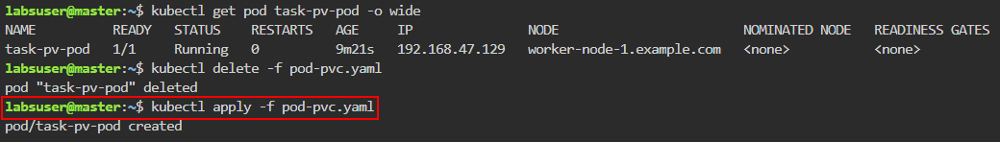 labsuser@master:~$ kubectl get pod task-pv-pod -o wide
NAME READY STATUS RESTARTS AGE IP NODE NOMINATED NODE READINESS GATES
task-pv-pod 1/1 Running 0 9m21s 192.168.47.129 worker-node-1.example.com <none> <none>
labsuser@master:~$ kubectl delete -f pod-pvc.yaml
pod "task-pv-pod" deleted
labsuser@master:~$ kubectl apply -f pod-pvc.yaml
pod/task-pv-pod created